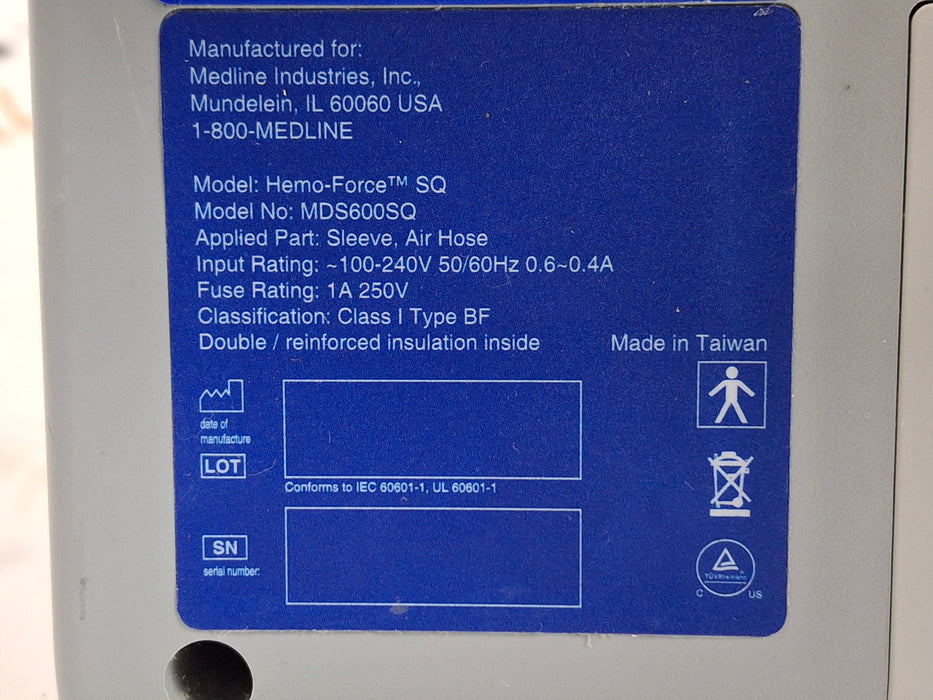 Manufactured for:
Medline Industries, Inc.,
Mundelein, IL 60060 USA
1-800-MEDLINE
Model: Hemo-Force™ SQ
Model No: MDS600SQ
Applied Part: Sleeve, Air Hose
Input Rating: ~100-240V 50/60Hz 0.6~0.4A
Fuse Rating: 1A 250V
Classification: Class I Type BF
Double / reinforced insulation inside
Made in Taiwan
date of
manufacture
LOT
Conforms to IEC 60601-1, UL 60601-1
SN
serial number:
TÜVRheinland
C US